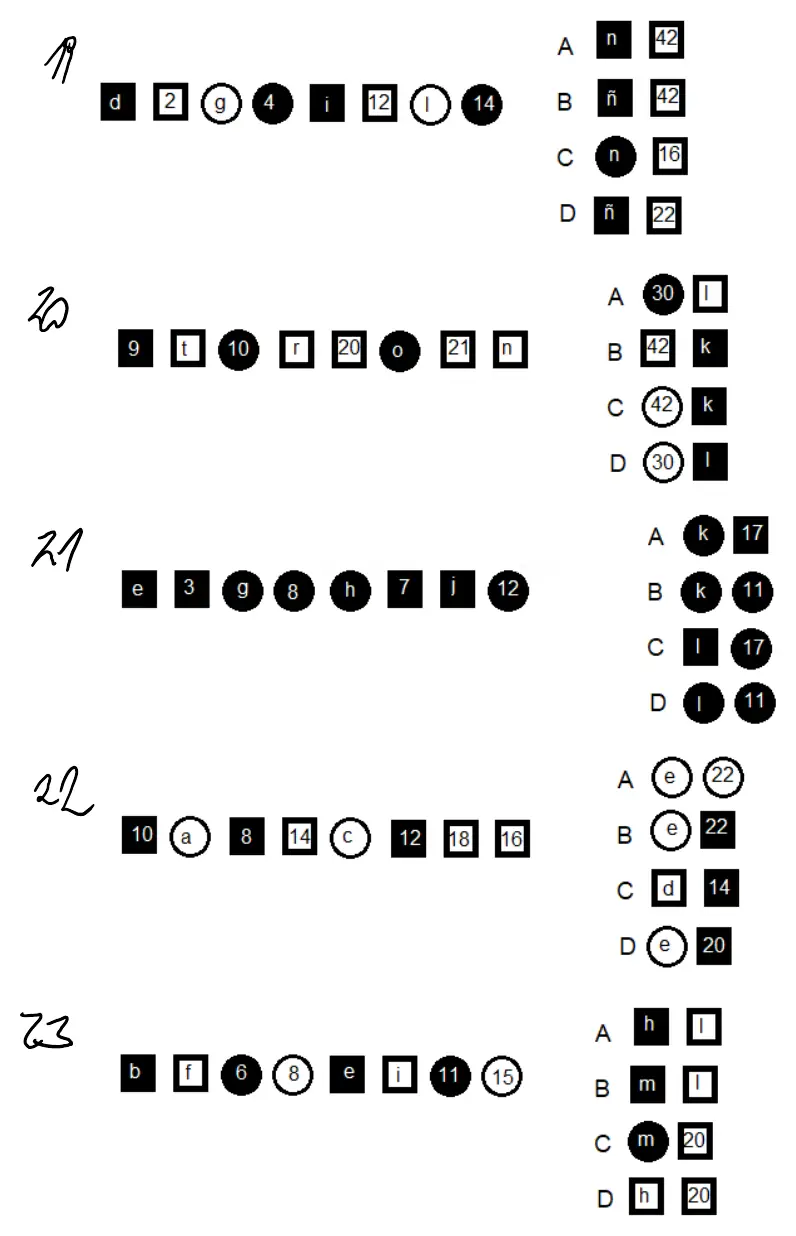 19
A n 42
d 2 g 4 i 12 l 14
B ñ 42
C n 16
D ñ 22
20
A 30 l
9 t 10 r 20 o 21 n
B 42 k
C 42 k
D 30 l
21
A k 17
e 3 g 8 h 7 j 12
B k 11
C l 17
D l 11
22
A e 22
10 a 8 14 c 12 18 16
B e 22
C d 14
D e 20
23
A h l
b f 6 8 e i 11 15
B m l
C m 20
D h 20